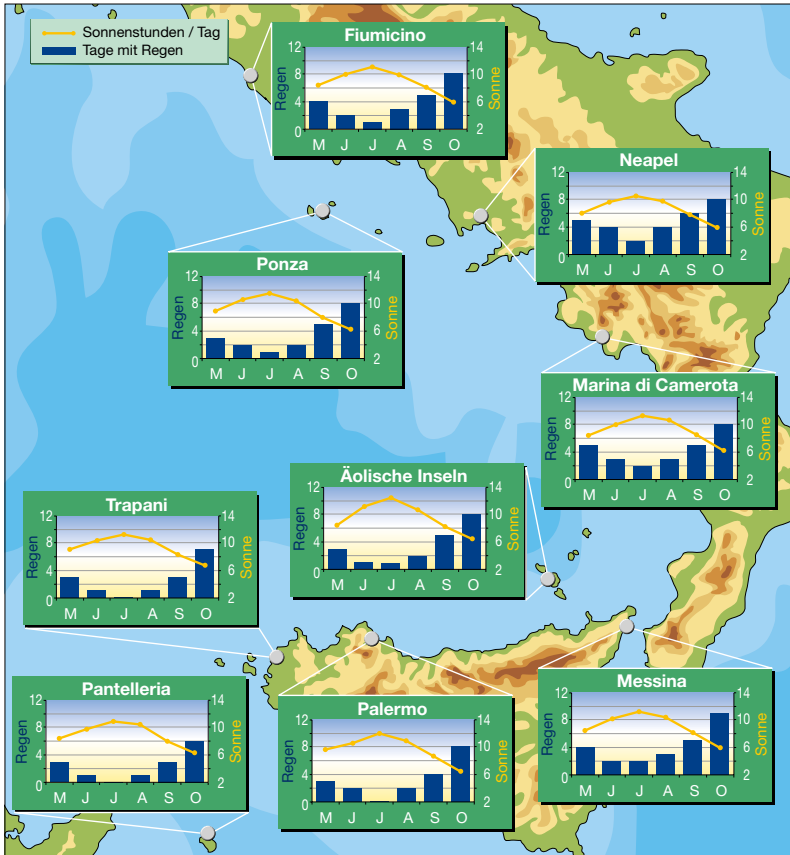 Sonnenstunden / Tag
Tage mit Regen
Fiumicino
12 14
8 10
4 6
0 2
Regen
Sonne
M J J A S O
Neapel
12 14
8 10
4 6
0 2
Regen
Sonne
M J J A S O
Ponza
12 14
8 10
4 6
0 2
Regen
Sonne
M J J A S O
Marina di Camerota
12 14
8 10
4 6
0 2
Regen
Sonne
M J J A S O
Äolische Inseln
12 14
8 10
4 6
0 2
Regen
Sonne
M J J A S O
Trapani
12 14
8 10
4 6
0 2
Regen
Sonne
M J J A S O
Pantelleria
12 14
8 10
4 6
0 2
Regen
Sonne
M J J A S O
Palermo
12 14
8 10
4 6
0 2
Regen
Sonne
M J J A S O
Messina
12 14
8 10
4 6
0 2
Regen
Sonne
M J J A S O